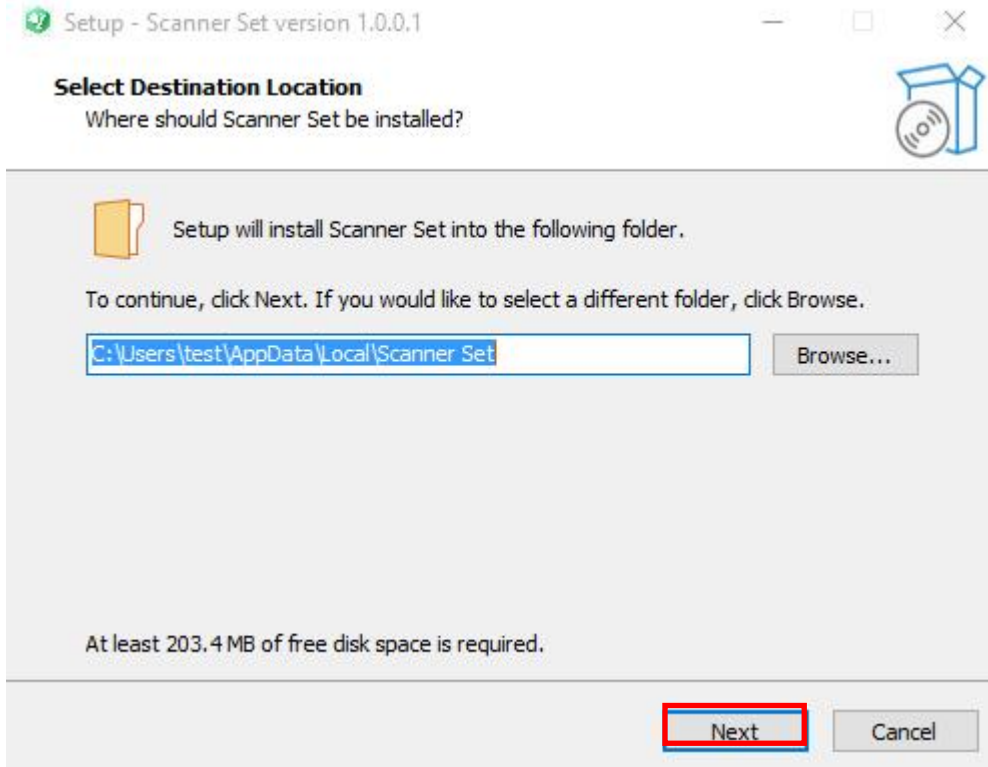 Setup - Scanner Set version 1.0.0.1
Select Destination Location
Where should Scanner Set be installed?
Setup will install Scanner Set into the following folder.
To continue, click Next. If you would like to select a different folder, click Browse.
C:\Users\test\AppData\Local\Scanner Set
Browse...
At least 203.4 MB of free disk space is required.
Next
Cancel